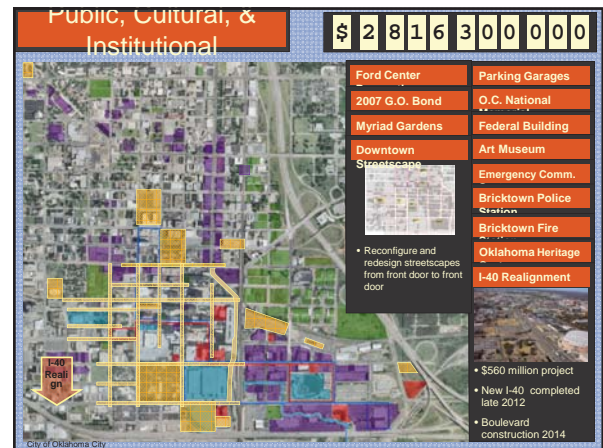 Public, Cultural, &
Institutional
$ 2 8 1 6 3 0 0 0 0 0
Ford Center
2007 G.O. Bond
Myriad Gardens
Downtown
Streetscape
• Reconfigure and
redesign streetscapes
from front door to front
door
Parking Garages
O.C. National
Federal Building
Art Museum
Emergency Comm.
Bricktown Police
Station
Bricktown Fire
Oklahoma Heritage
I-40 Realignment
• $560 million project
• New I-40 completed
late 2012
• Boulevard
construction 2014
I-40
Reali
gn
City of Oklahoma City